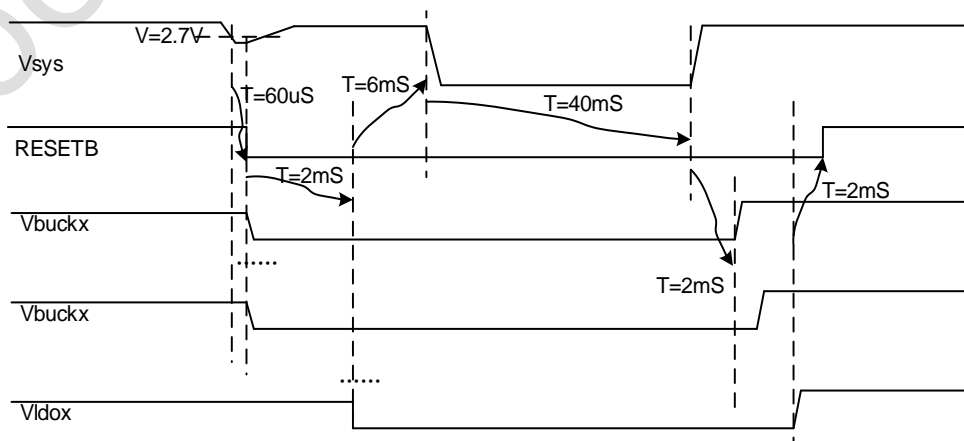 V=2.7V
Vsys
T=60uS
T=6mS
T=40mS
RESETB
T=2mS
T=2mS
Vbuckx
......
T=2mS
Vbuckx
......
Vldox